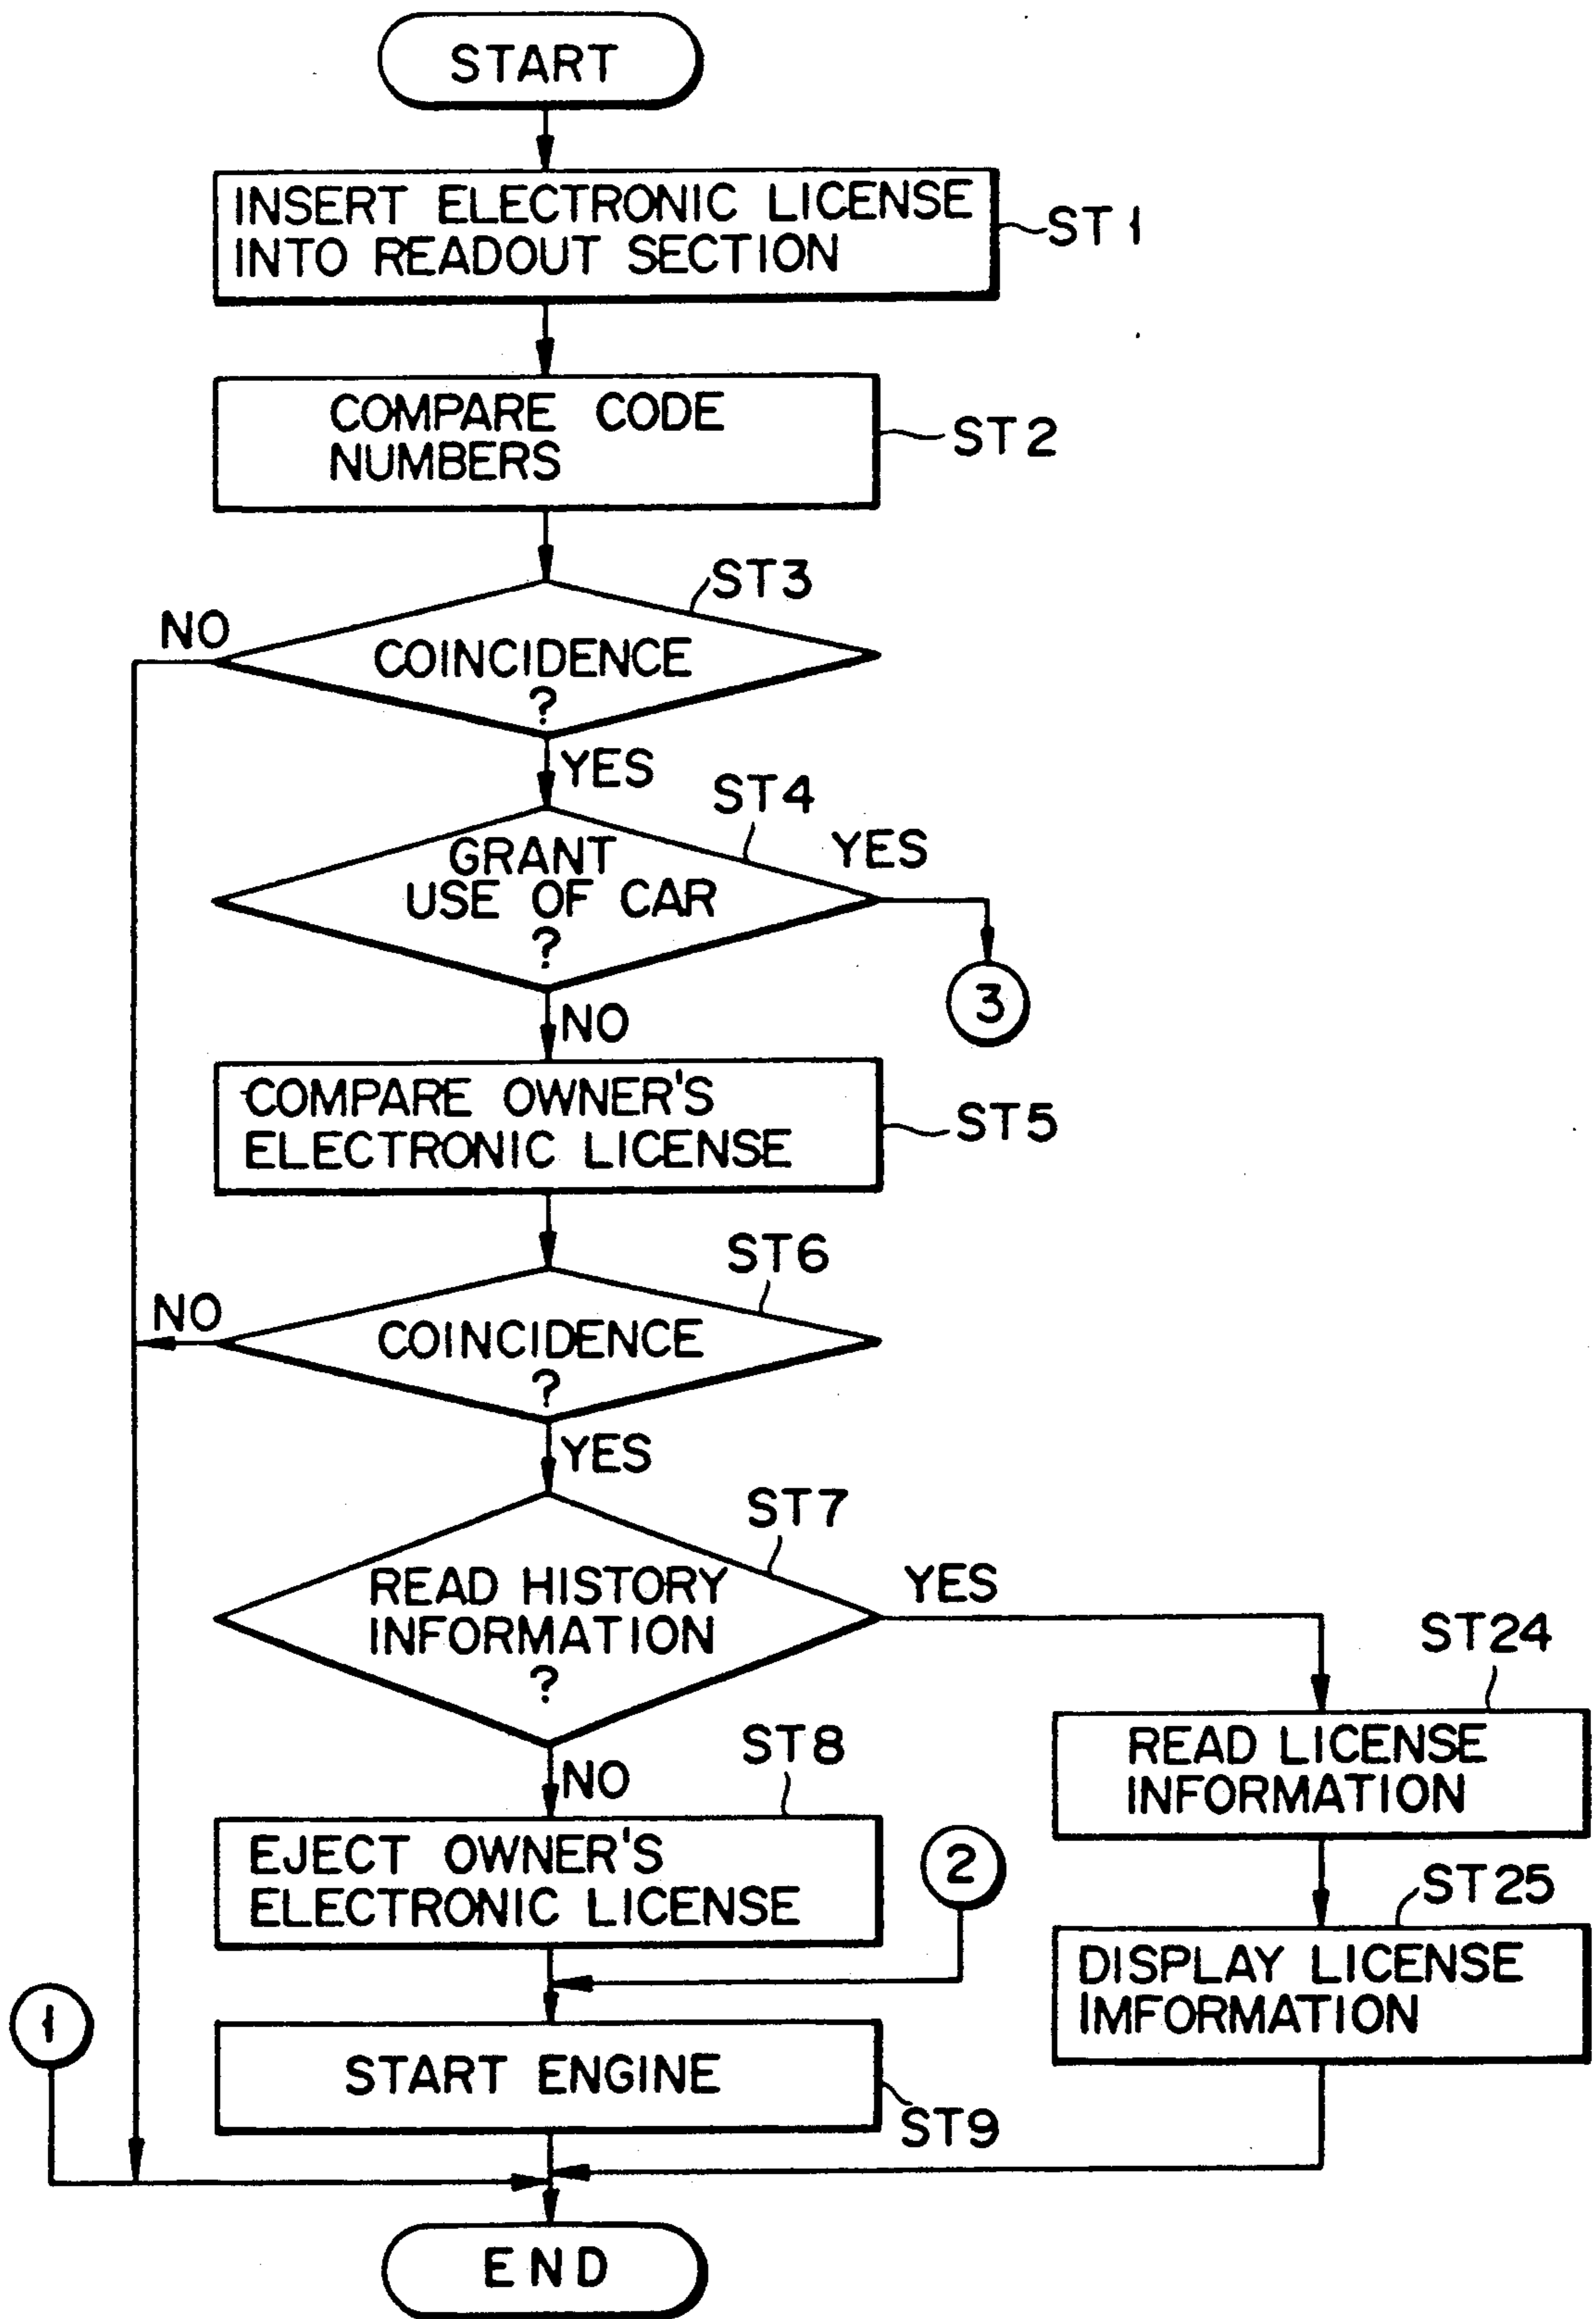 START
INSERT ELECTRONIC LICENSE
INTO READOUT SECTION
ST1
COMPARE CODE
NUMBERS
ST2
ST3
NO
COINCIDENCE
?
YES
ST4
YES
GRANT
USE OF CAR
?
3
NO
COMPARE OWNER'S
ELECTRONIC LICENSE
ST5
ST6
NO
COINCIDENCE
?
YES
ST7
YES
READ HISTORY
INFORMATION
?
ST24
READ LICENSE
INFORMATION
NO
ST8
EJECT OWNER'S
ELECTRONIC LICENSE
2
ST25
DISPLAY LICENSE
IMFORMATION
1
START ENGINE
ST9
END